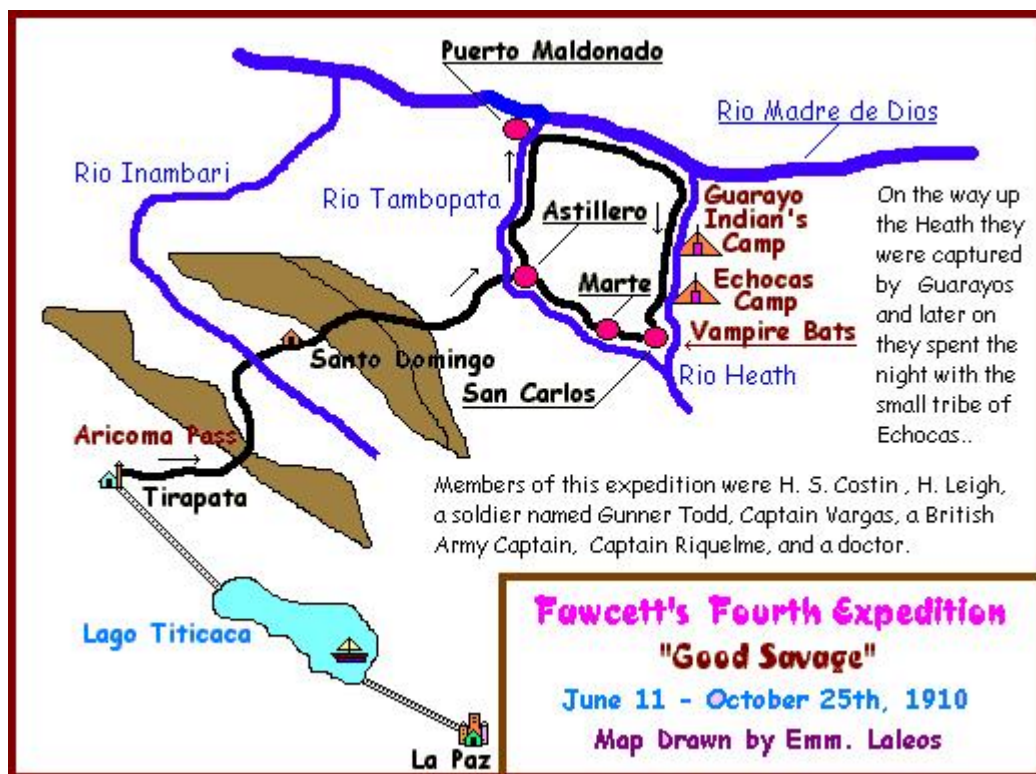 Puerto Maldonado
Rio Madre de Dios
Rio Inambari
Rio Tambopata
Astillero
Guarayo
Indian's
Camp
Marte
Echocas
Camp
Vampire Bats
Santo Domingo
San Carlos
Rio Heath
Aricoma Pass
Tirapata
On the way up
the Heath they
were captured
by Guarayos
and later on
they spent the
night with the
small tribe of
Echocas..
Members of this expedition were H. S. Costin , H. Leigh,
a soldier named Gunner Todd, Captain Vargas, a British
Army Captain, Captain Riquelme, and a doctor.
Lago Titicaca
La Paz
Fawcett's Fourth Expedition
"Good Savage"
June 11 - October 25th, 1910
Map Drawn by Emm. Laleos